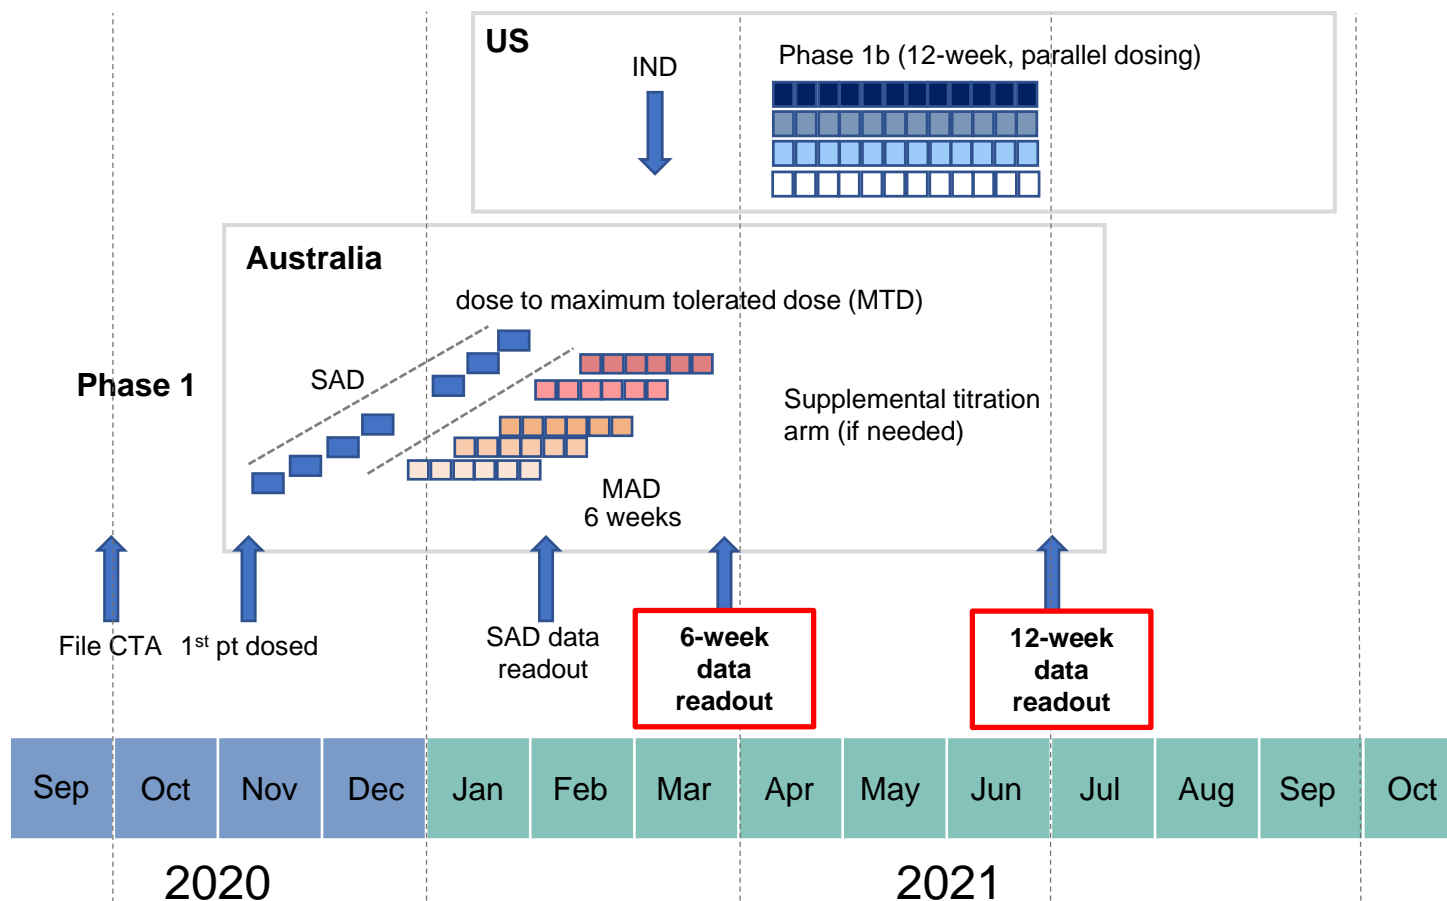 US
IND
Phase 1b (12-week, parallel dosing)
Australia
dose to maximum tolerated dose (MTD)
SAD
Phase 1
Supplemental titration
arm (if needed)
MAD
6 weeks
File CTA
1st pt dosed
SAD data
readout
6-week
data
readout
12-week
data
readout
Sep Oct Nov Dec Jan Feb Mar Apr May Jun Jul Aug Sep Oct
2020 2021